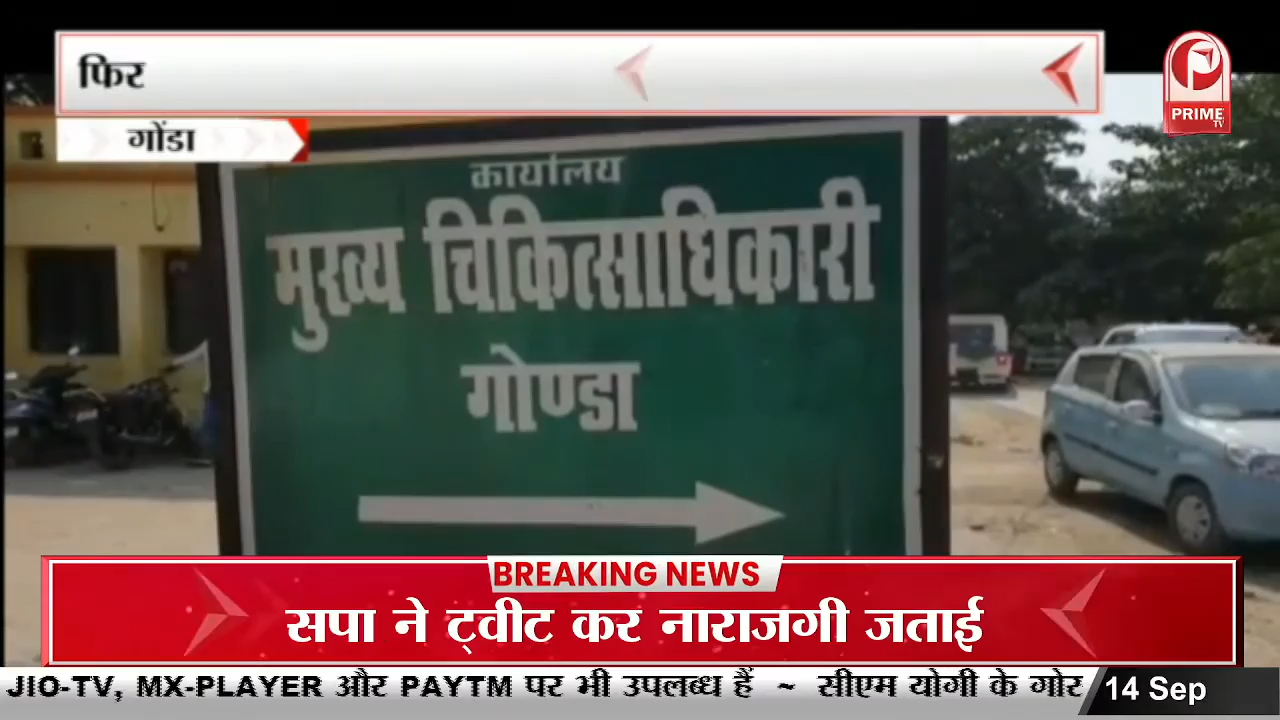 फिर
PRIME
TV
गोंडा
कार्यालय
मुख्य चिकित्साधिकारी
गोण्डा
BREAKING NEWS
सपा ने ट्वीट कर नाराजगी जताई
JIO-TV, MX-PLAYER और PAYTM पर भी उपलब्ध हैं ~ सीएम योगी के गोर
14 Sep